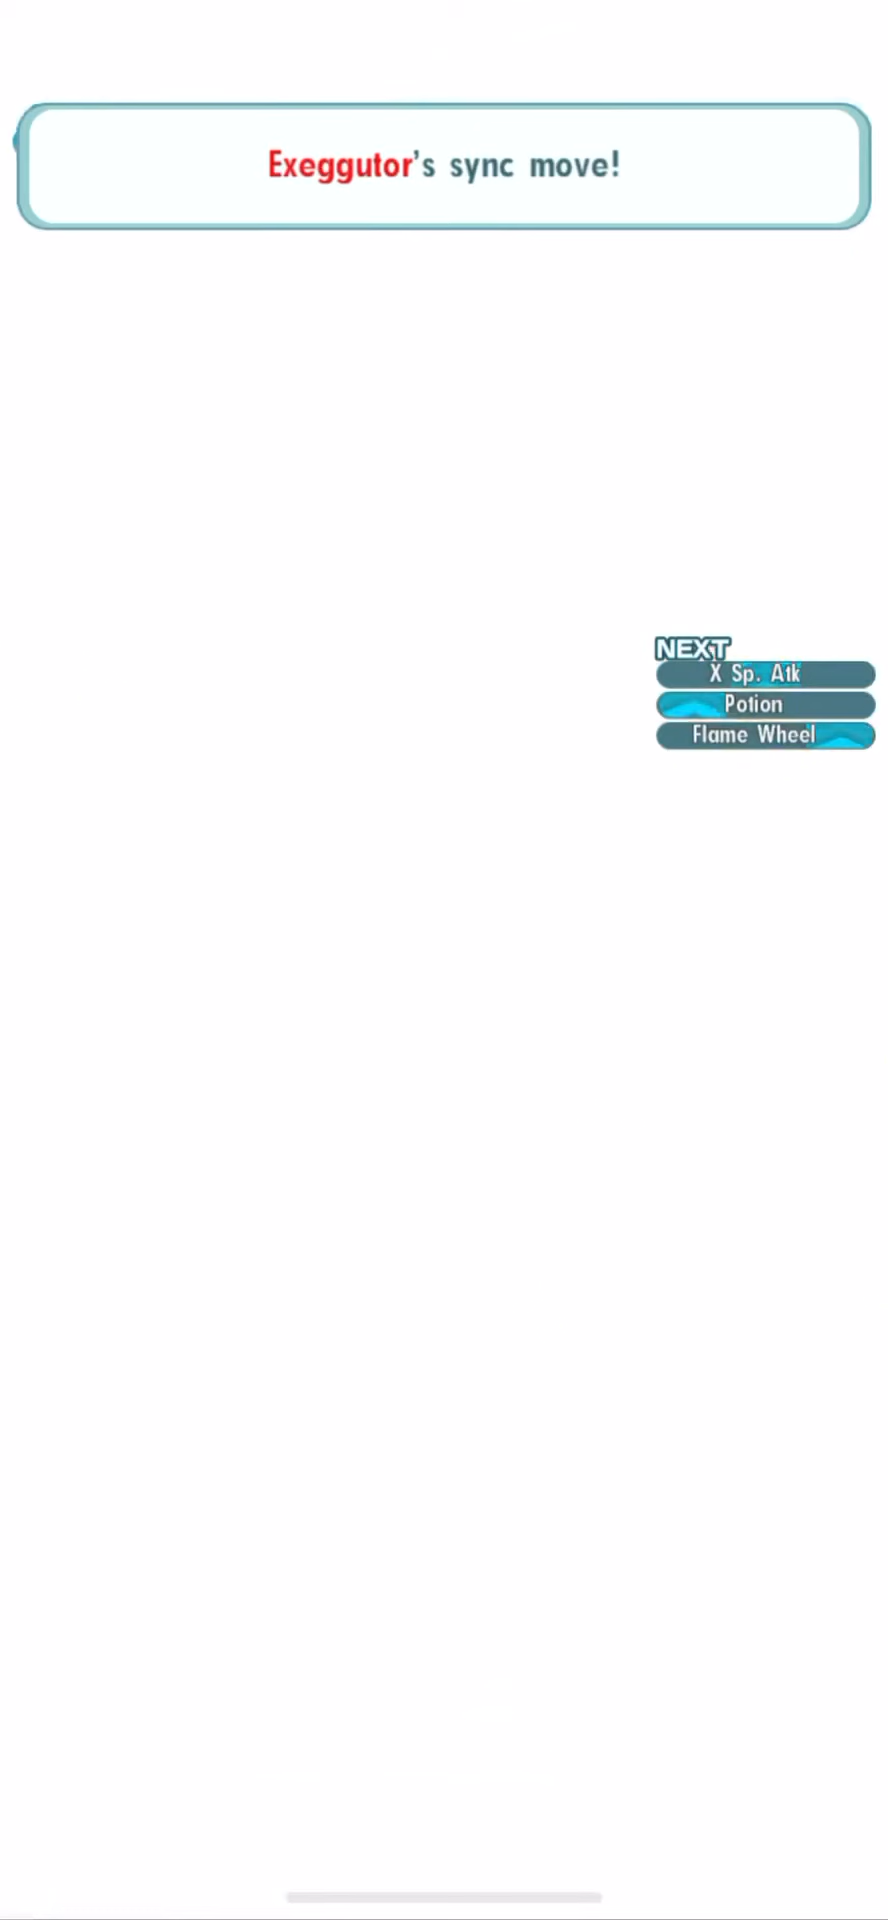 Exeggutor's sync move!
NEXT
X Sp. Atk
Potion
Flame Wheel